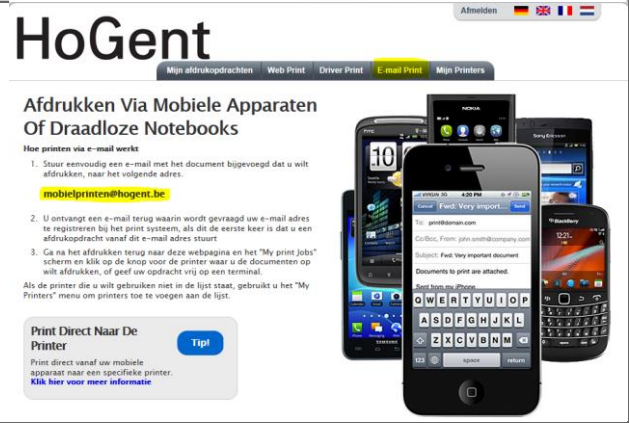 Afmelden
HoGent
Mijn afdrukopdrachten Web Print Driver Print E-mail Print Mijn Printers
Afdrukken Via Mobiele Apparaten
Of Draadloze Notebooks
Hoe printen via e-mail werkt
1. Stuur eenvoudig een e-mail met het document bijgevoegd dat u wilt
afdrukken, naar het volgende adres.
mobielprinten@hogent.be
2. U ontvangt een e-mail terug waarin wordt gevraagd uw e-mail adres
te registreren bij het print systeem, als dit de eerste keer is dat u een
afdrukopdracht vanaf dit e-mail adres stuurt
3. Ga na het afdrukken terug naar deze webpagina en het "My print Jobs"
scherm en klik op de knop voor de printer waar u de documenten op
wilt afdrukken, of geef uw opdracht vrij op een terminal.
Als de printer die u wilt gebruiken niet in de lijst staat, gebruikt u het "My
Printers" menu om printers toe te voegen aan de lijst.
Print Direct Naar De
Printer
Tip!
Print direct vanaf uw mobiele
apparaat naar een specifieke printer.
Klik hier voor meer informatie
NOKIA
htc
Sony Ericsson
BlackBerry
10
VIRGIN 3G 4:20 PM
Cancel Fwd: Very import... Send
To: print@domain.com
Cc/Bcc, From: john.smith@company.com
Subject: Fwd: Very important document
Documents to print are attached.
Sent from my iPhone
Q W E R T Y U I O P
A S D F G H J K L
Z X C V B N M
123 space return